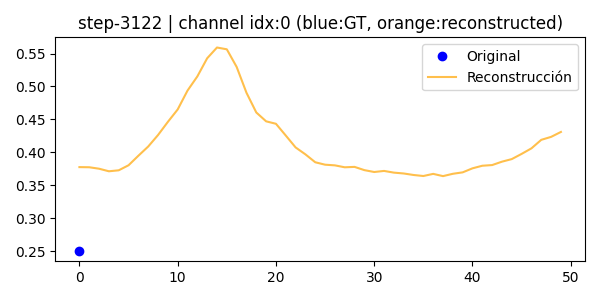 step-3122 | channel idx:0 (blue:GT, orange:reconstructed)
Original
Reconstrucción
0.55
0.50
0.45
0.40
0.35
0.30
0.25
0 10 20 30 40 50